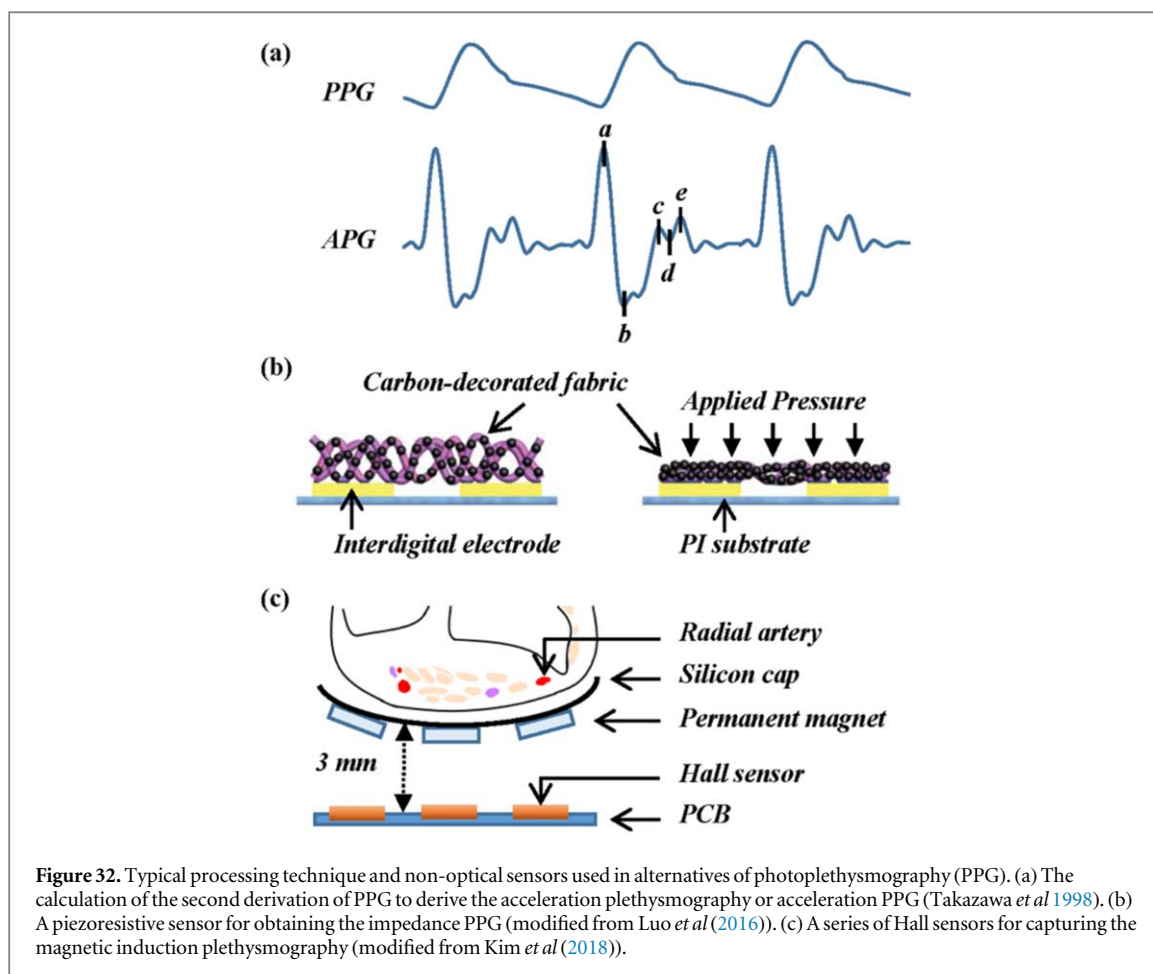 (a)
PPG
a
c
e
APG
d
b
(b)
Carbon-decorated fabric
Applied Pressure
Interdigital electrode
PI substrate
(c)
Radial artery
Silicon cap
Permanent magnet
3 mm
Hall sensor
PCB
Figure 32. Typical processing technique and non-optical sensors used in alternatives of photoplethysmography (PPG). (a) The
calculation of the second derivation of PPG to derive the acceleration plethysmography or acceleration PPG (Takazawa et al 1998). (b)
A piezoresistive sensor for obtaining the impedance PPG (modified from Luo et al (2016)). (c) A series of Hall sensors for capturing the
magnetic induction plethysmography (modified from Kim et al (2018)).